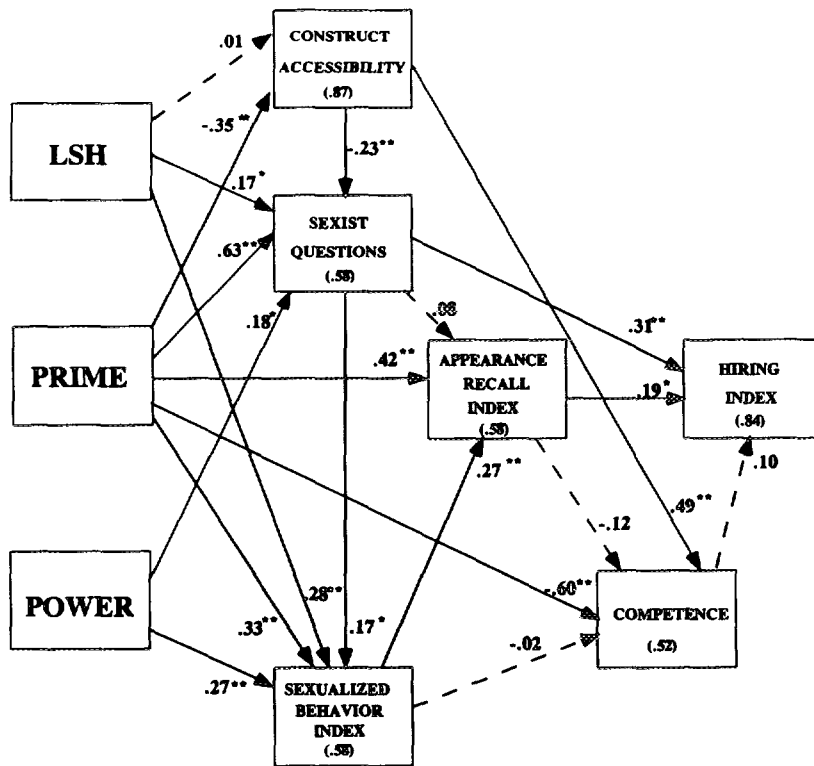 CONSTRUCT
ACCESSIBILITY
(.87)
.01
LSH
-.35**
-.23**
.17*
SEXIST
QUESTIONS
(.58)
.63**
.18*
.08
.31**
PRIME
.42**
APPEARANCE
RECALL
INDEX
(.58)
.19*
HIRING
INDEX
(.84)
.27**
.10
-.12
.49**
POWER
.28**
-.60**
.33**
.17*
-.02
COMPETENCE
(.52)
.27**
SEXUALIZED
BEHAVIOR
INDEX
(.58)